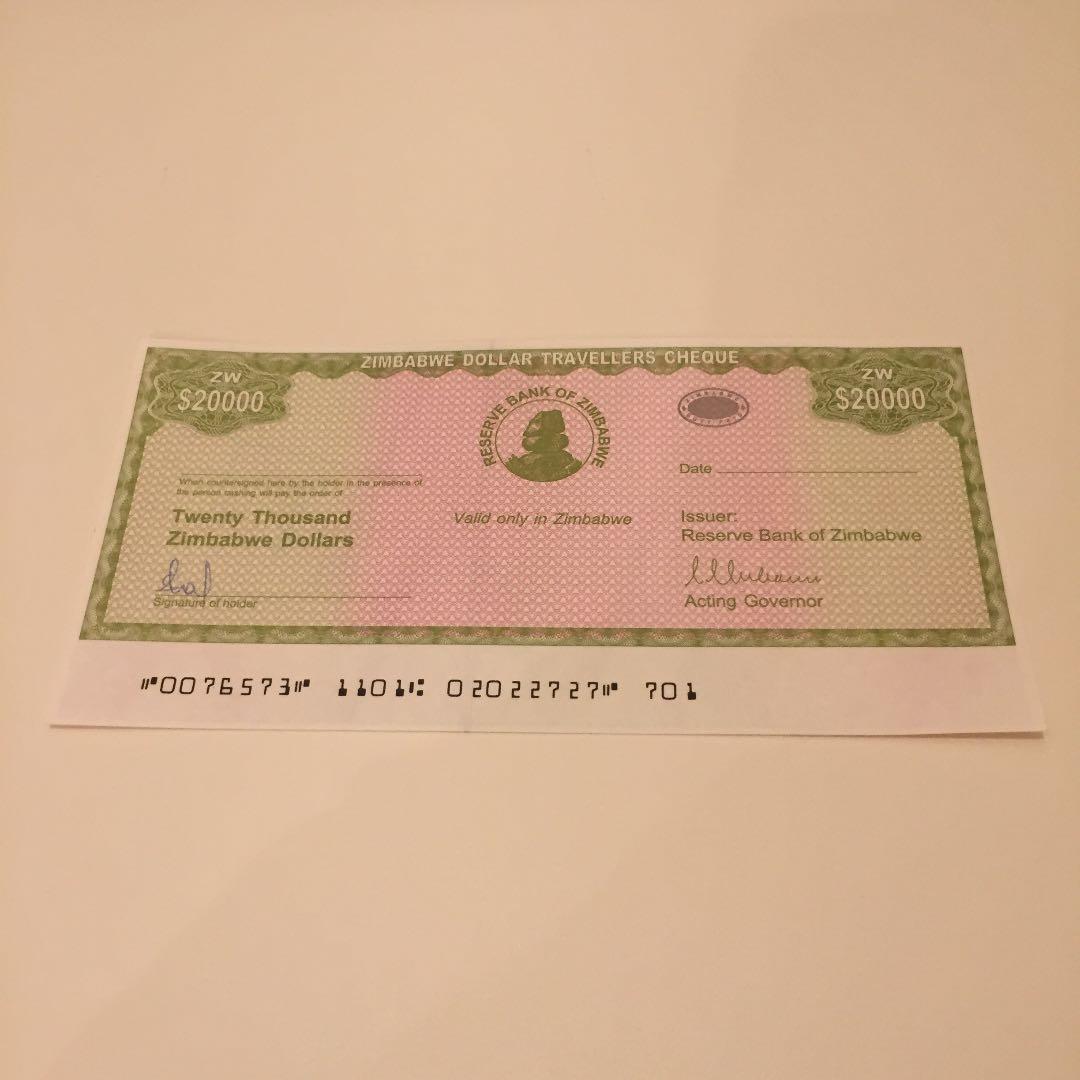 ZIMBABWE DOLLAR TRAVELLERS CHEQUE
ZW
$20000
ZW
$20000
RESERVE BANK OF ZIMBABWE
Date
When countersigned here by the holder in the presence of
the person cashing will pay the order of
Twenty Thousand
Zimbabwe Dollars
Valid only in Zimbabwe
Issuer:
Reserve Bank of Zimbabwe
Signature of holder
Acting Governor
⑈0076573⑈ 1101⑆ 02022727⑈ 701